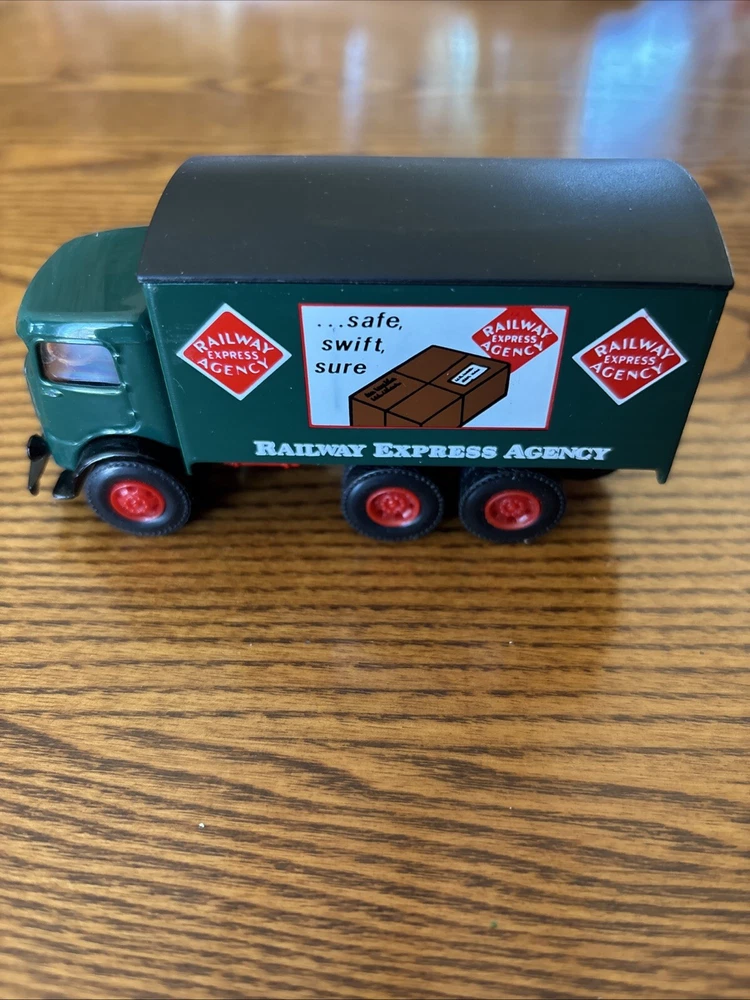 RAILWAY
EXPRESS
AGENCY
...safe,
swift,
sure
RAILWAY
EXPRESS
AGENCY
RAILWAY
EXPRESS
AGENCY
RAILWAY EXPRESS AGENCY